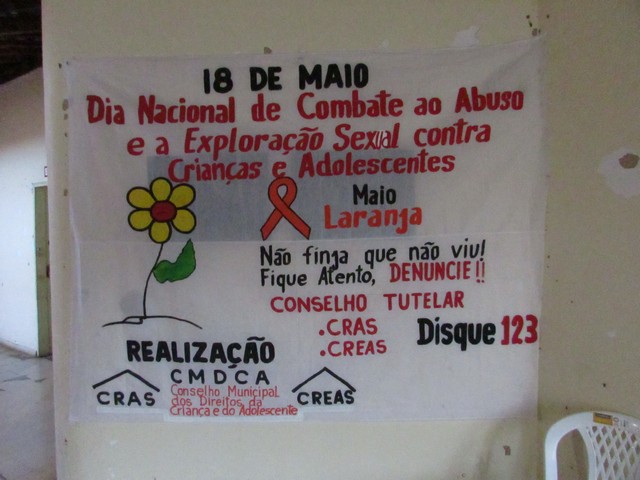 18 DE MAIO
Dia Nacional de Combate ao Abuso
e a Exploração Sexual contra
Crianças e Adolescentes
Maio
Laranja
Não finja que não viu!
Fique Atento, DENUNCIE!!
CONSELHO TUTELAR
.CRAS
.CREAS
Disque 123
REALIZAÇÃO
CMDCA
CRAS
Conselho Municipal
dos Direitos da
Criança e do Adolescente
CREAS